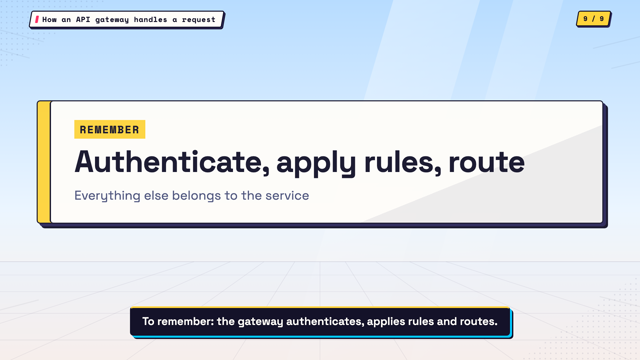 How an API gateway handles a request
9 / 9
REMEMBER
Authenticate, apply rules, route
Everything else belongs to the service
To remember: the gateway authenticates, applies rules and routes.